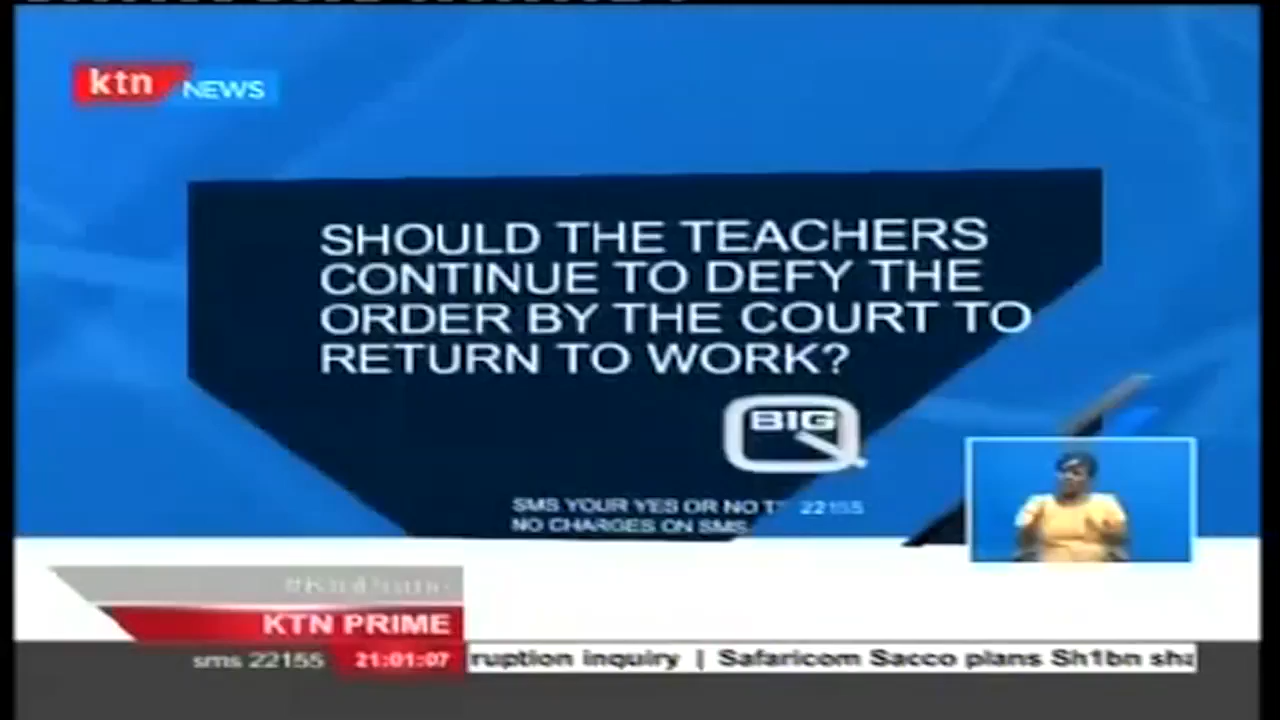 ktn NEWS
SHOULD THE TEACHERS
CONTINUE TO DEFY THE
ORDER BY THE COURT TO
RETURN TO WORK?
BIG Q
SMS YOUR YES OR NO T 22155
NO CHARGES ON SMS
KTN PRIME
sms 22155 21:01:07 ruption inquiry | Safaricom Sacco plans Sh1bn sha